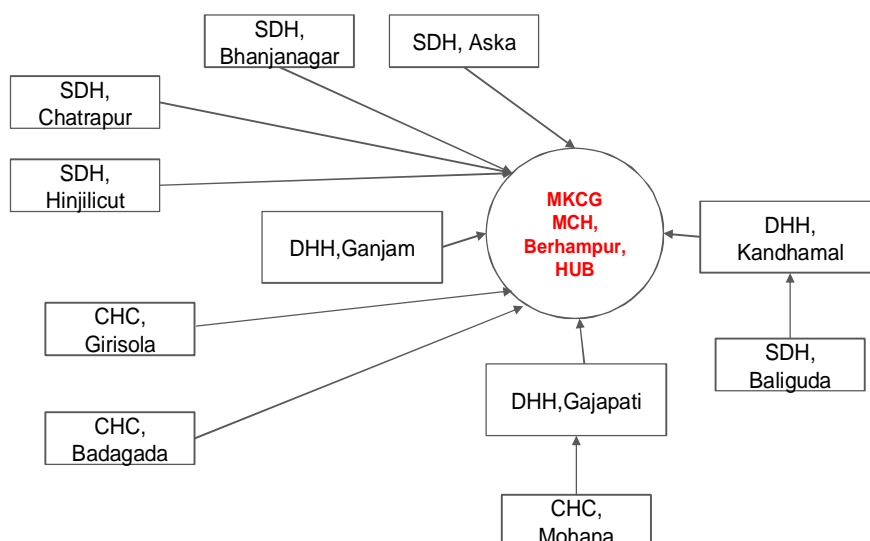 SDH,
Bhanjanagar
SDH, Aska
SDH,
Chatrapur
SDH,
Hinjilicut
MKCG
MCH,
Berhampur,
HUB
DHH,Ganjam
DHH,
Kandhamal
CHC,
Girisola
SDH,
Baliguda
DHH,Gajapati
CHC,
Badagada
CHC,
Mohana